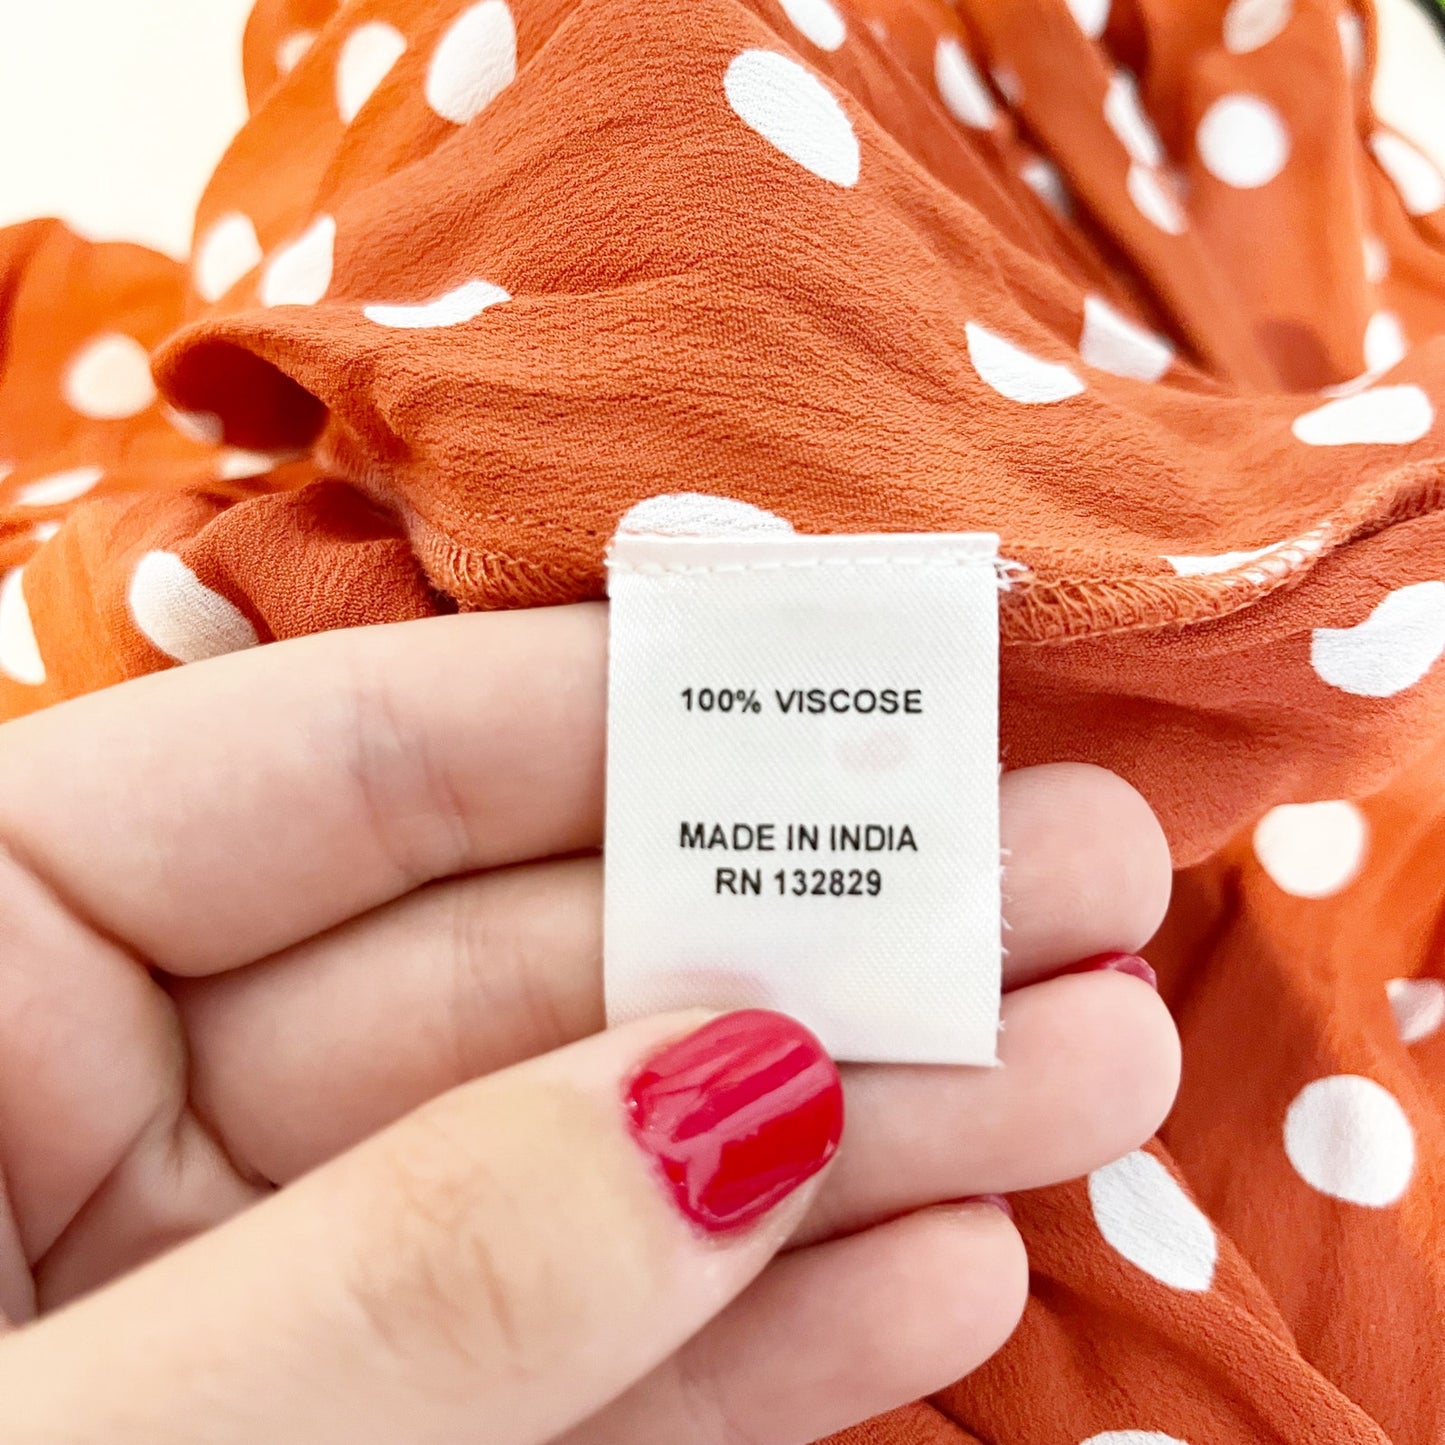 100% VISCOSE
MADE IN INDIA
RN 132829